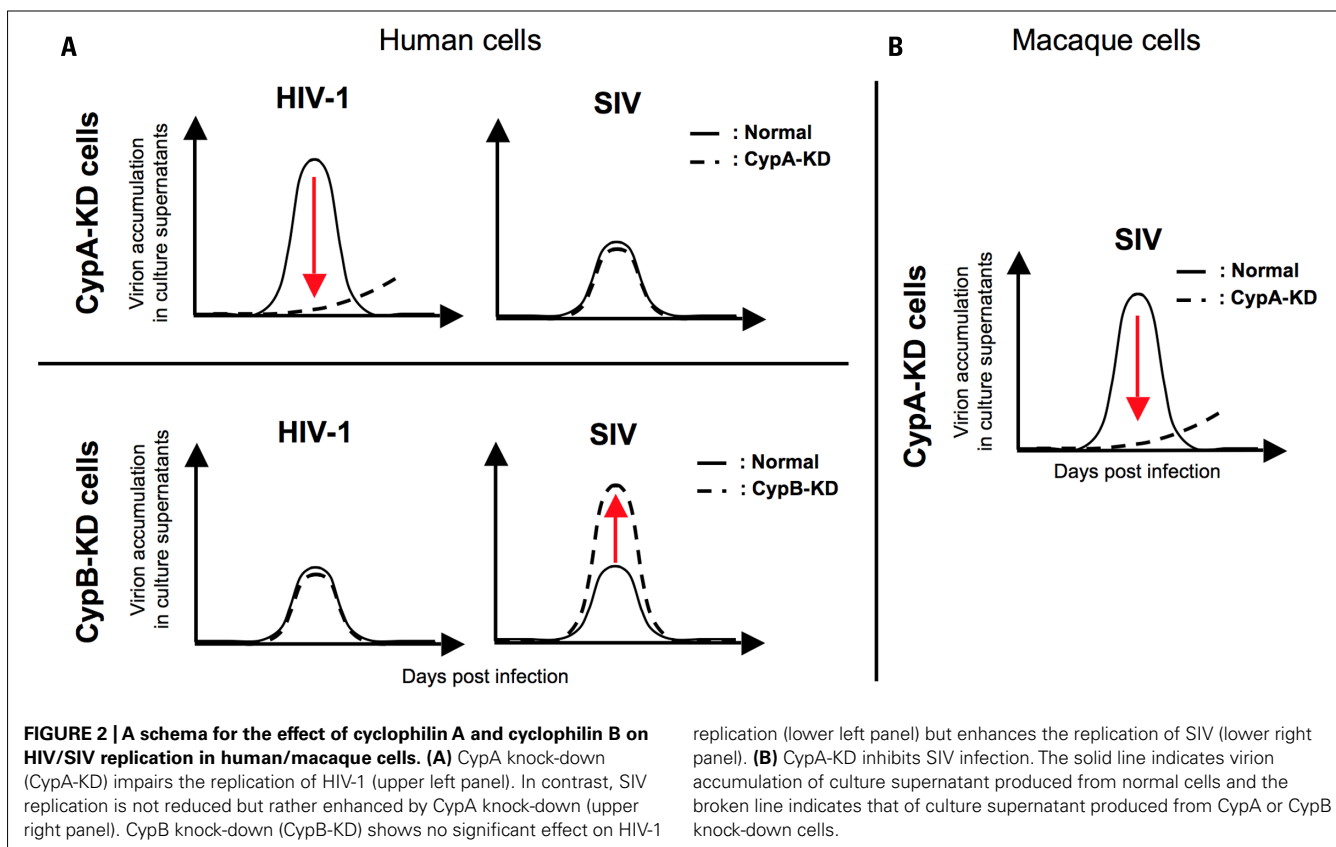 A
Human cells
HIV-1
SIV
CypA-KD cells
Virion accumulation
in culture supernatants
: Normal
: CypA-KD
HIV-1
SIV
CypB-KD cells
Virion accumulation
in culture supernatants
: Normal
: CypB-KD
Days post infection
B
Macaque cells
SIV
CypA-KD cells
Virion accumulation
in culture supernatants
: Normal
: CypA-KD
Days post infection
FIGURE 2 | A schema for the effect of cyclophilin A and cyclophilin B on
HIV/SIV replication in human/macaque cells. (A) CypA knock-down
(CypA-KD) impairs the replication of HIV-1 (upper left panel). In contrast, SIV
replication is not reduced but rather enhanced by CypA knock-down (upper
right panel). CypB knock-down (CypB-KD) shows no significant effect on HIV-1
replication (lower left panel) but enhances the replication of SIV (lower right
panel). (B) CypA-KD inhibits SIV infection. The solid line indicates virion
accumulation of culture supernatant produced from normal cells and the
broken line indicates that of culture supernatant produced from CypA or CypB
knock-down cells.